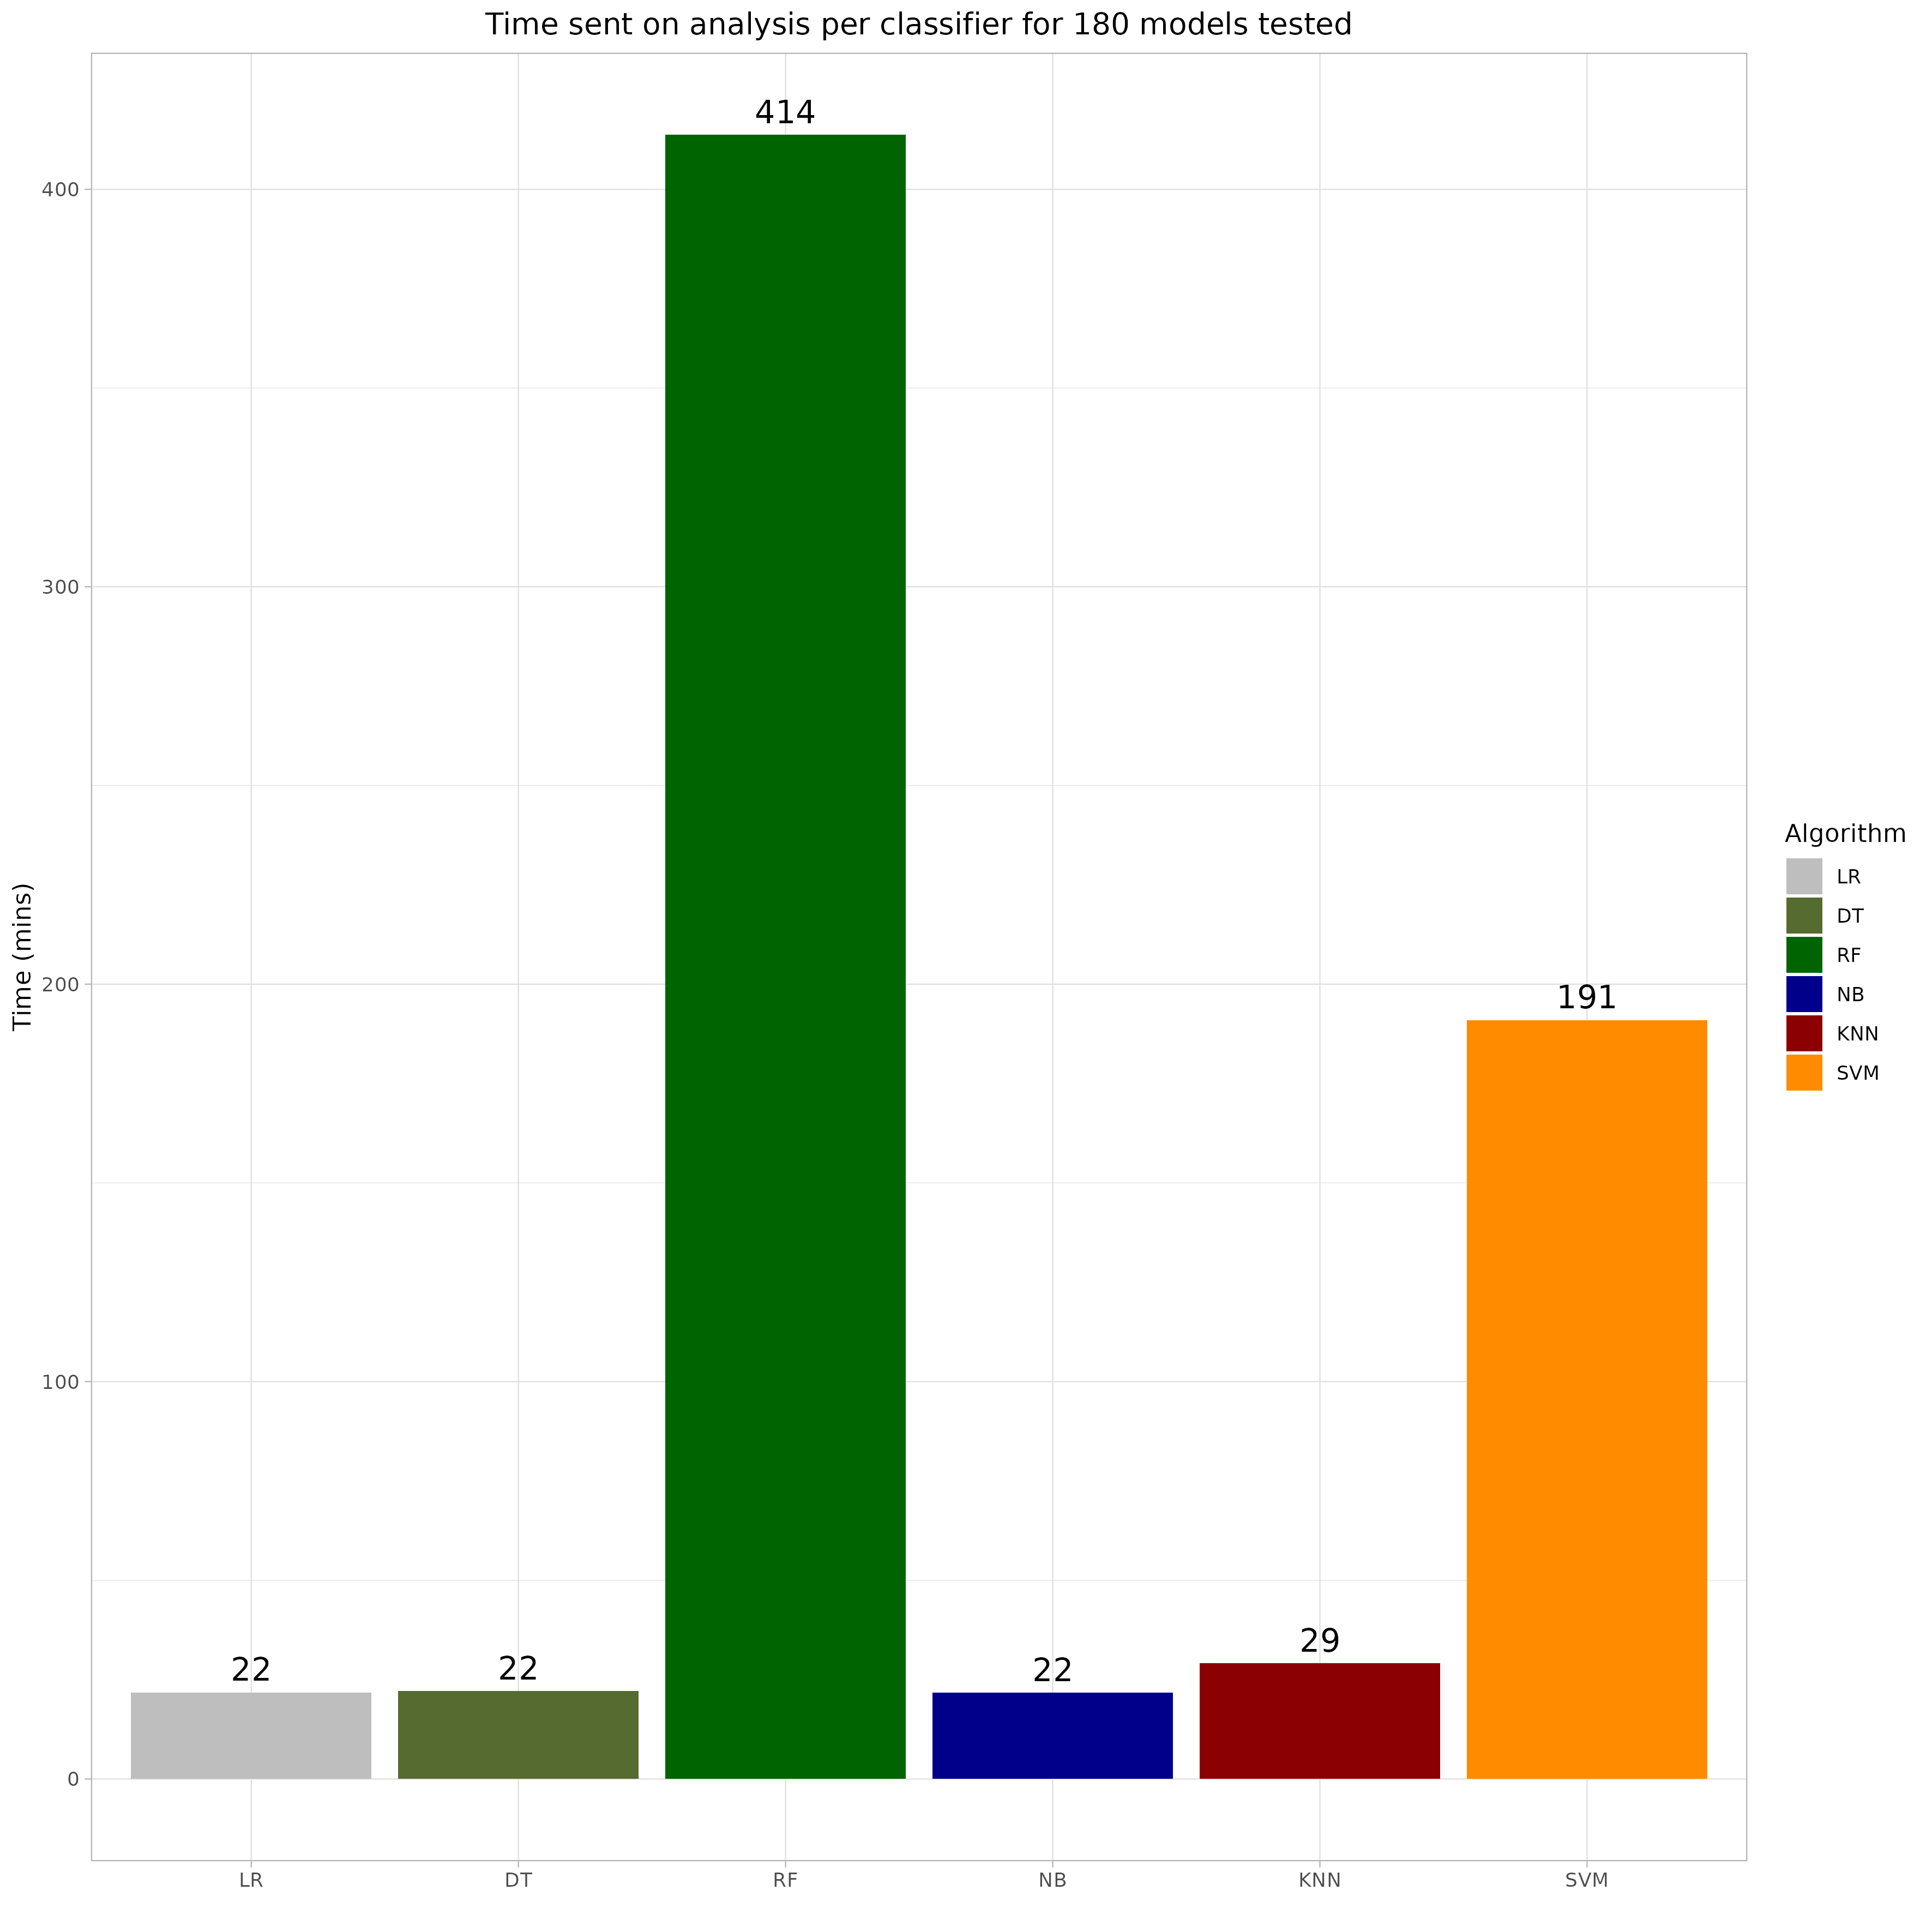 Time sent on analysis per classifier for 180 models tested
Time (mins)
400
300
200
100
0
22
22
414
22
29
191
LR
DT
RF
NB
KNN
SVM
Algorithm
LR
DT
RF
NB
KNN
SVM